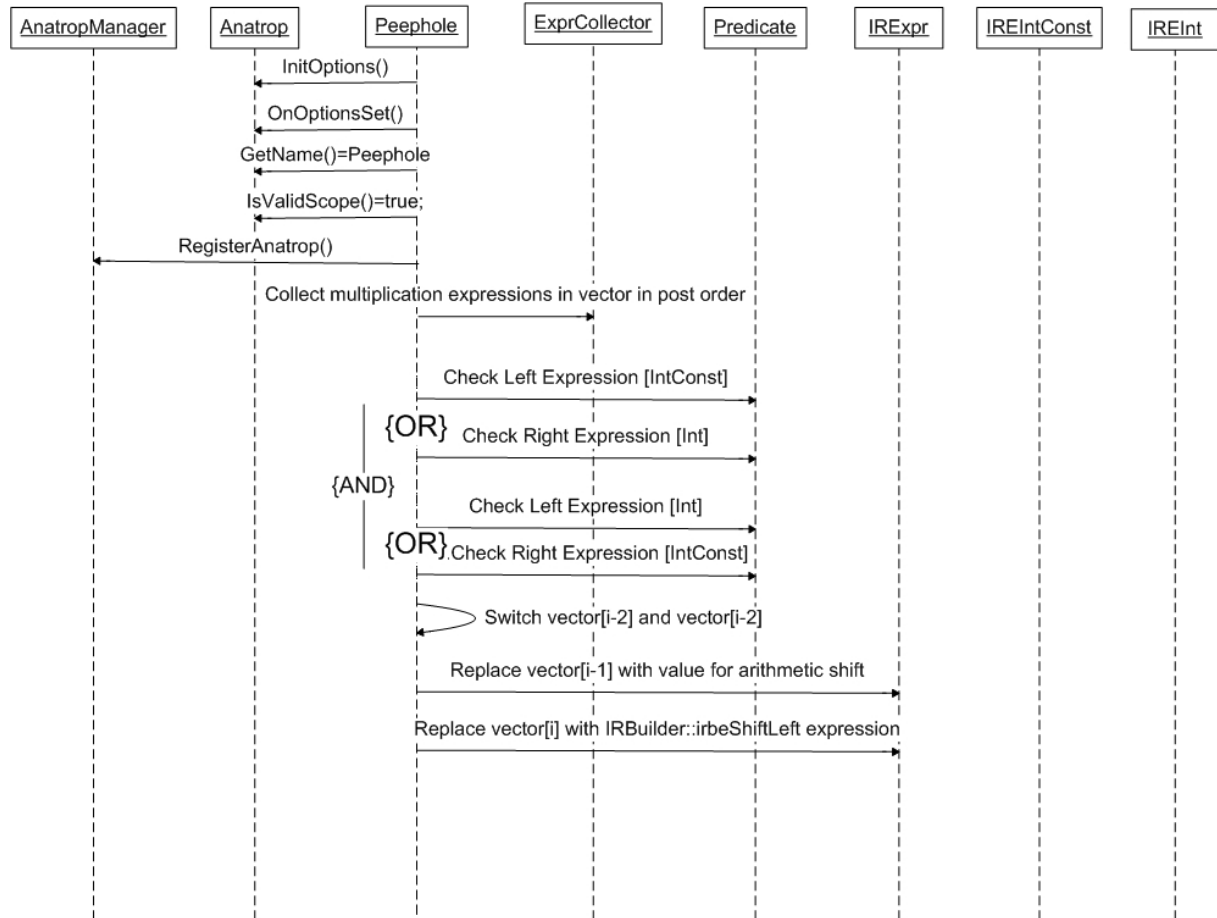 AnatropManager
Anatrop
Peephole
ExprCollector
Predicate
IRExpr
IREIntConst
IREInt
InitOptions()
OnOptionsSet()
GetName()=Peephole
IsValidScope()=true;
RegisterAnatrop()
Collect multiplication expressions in vector in post order
Check Left Expression [IntConst]
{OR}
Check Right Expression [Int]
{AND}
Check Left Expression [Int]
{OR}
Check Right Expression [IntConst]
Switch vector[i-2] and vector[i-2]
Replace vector[i-1] with value for arithmetic shift
Replace vector[i] with IRBuilder::irbeShiftLeft expression